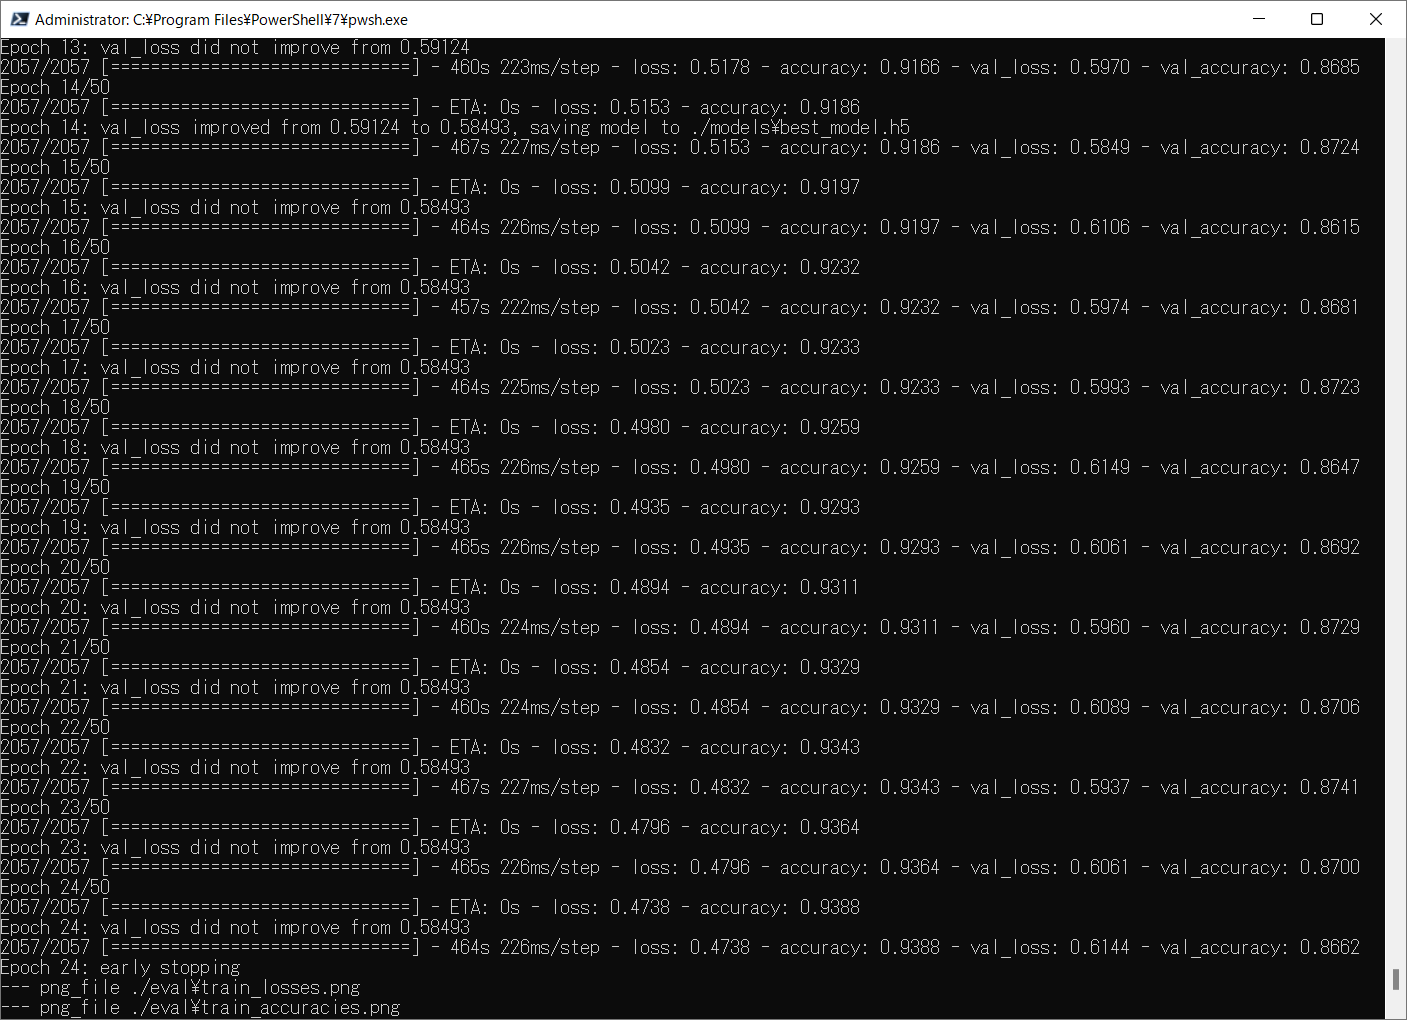 Administrator: C:¥Program Files¥PowerShell¥7¥pwsh.exe
Epoch 13: val_loss did not improve from 0.59124
2057/2057 [==============================] - 460s 223ms/step - loss: 0.5178 - accuracy: 0.9166 - val_loss: 0.5970 - val_accuracy: 0.8685
Epoch 14/50
2057/2057 [==============================] - ETA: 0s - loss: 0.5153 - accuracy: 0.9186
Epoch 14: val_loss improved from 0.59124 to 0.58493, saving model to ./models¥best_model.h5
2057/2057 [==============================] - 467s 227ms/step - loss: 0.5153 - accuracy: 0.9186 - val_loss: 0.5849 - val_accuracy: 0.8724
Epoch 15/50
2057/2057 [==============================] - ETA: 0s - loss: 0.5099 - accuracy: 0.9197
Epoch 15: val_loss did not improve from 0.58493
2057/2057 [==============================] - 464s 226ms/step - loss: 0.5099 - accuracy: 0.9197 - val_loss: 0.6106 - val_accuracy: 0.8615
Epoch 16/50
2057/2057 [==============================] - ETA: 0s - loss: 0.5042 - accuracy: 0.9232
Epoch 16: val_loss did not improve from 0.58493
2057/2057 [==============================] - 457s 222ms/step - loss: 0.5042 - accuracy: 0.9232 - val_loss: 0.5974 - val_accuracy: 0.8681
Epoch 17/50
2057/2057 [==============================] - ETA: 0s - loss: 0.5023 - accuracy: 0.9233
Epoch 17: val_loss did not improve from 0.58493
2057/2057 [==============================] - 464s 225ms/step - loss: 0.5023 - accuracy: 0.9233 - val_loss: 0.5993 - val_accuracy: 0.8723
Epoch 18/50
2057/2057 [==============================] - ETA: 0s - loss: 0.4980 - accuracy: 0.9259
Epoch 18: val_loss did not improve from 0.58493
2057/2057 [==============================] - 465s 226ms/step - loss: 0.4980 - accuracy: 0.9259 - val_loss: 0.6149 - val_accuracy: 0.8647
Epoch 19/50
2057/2057 [==============================] - ETA: 0s - loss: 0.4935 - accuracy: 0.9293
Epoch 19: val_loss did not improve from 0.58493
2057/2057 [==============================] - 465s 226ms/step - loss: 0.4935 - accuracy: 0.9293 - val_loss: 0.6061 - val_accuracy: 0.8692
Epoch 20/50
2057/2057 [==============================] - ETA: 0s - loss: 0.4894 - accuracy: 0.9311
Epoch 20: val_loss did not improve from 0.58493
2057/2057 [==============================] - 460s 224ms/step - loss: 0.4894 - accuracy: 0.9311 - val_loss: 0.5960 - val_accuracy: 0.8729
Epoch 21/50
2057/2057 [==============================] - ETA: 0s - loss: 0.4854 - accuracy: 0.9329
Epoch 21: val_loss did not improve from 0.58493
2057/2057 [==============================] - 460s 224ms/step - loss: 0.4854 - accuracy: 0.9329 - val_loss: 0.6089 - val_accuracy: 0.8706
Epoch 22/50
2057/2057 [==============================] - ETA: 0s - loss: 0.4832 - accuracy: 0.9343
Epoch 22: val_loss did not improve from 0.58493
2057/2057 [==============================] - 467s 227ms/step - loss: 0.4832 - accuracy: 0.9343 - val_loss: 0.5937 - val_accuracy: 0.8741
Epoch 23/50
2057/2057 [==============================] - ETA: 0s - loss: 0.4796 - accuracy: 0.9364
Epoch 23: val_loss did not improve from 0.58493
2057/2057 [==============================] - 465s 226ms/step - loss: 0.4796 - accuracy: 0.9364 - val_loss: 0.6061 - val_accuracy: 0.8700
Epoch 24/50
2057/2057 [==============================] - ETA: 0s - loss: 0.4738 - accuracy: 0.9388
Epoch 24: val_loss did not improve from 0.58493
2057/2057 [==============================] - 464s 226ms/step - loss: 0.4738 - accuracy: 0.9388 - val_loss: 0.6144 - val_accuracy: 0.8662
Epoch 24: early stopping
--- png_file ./eval¥train_losses.png
--- png_file ./eval¥train_accuracies.png